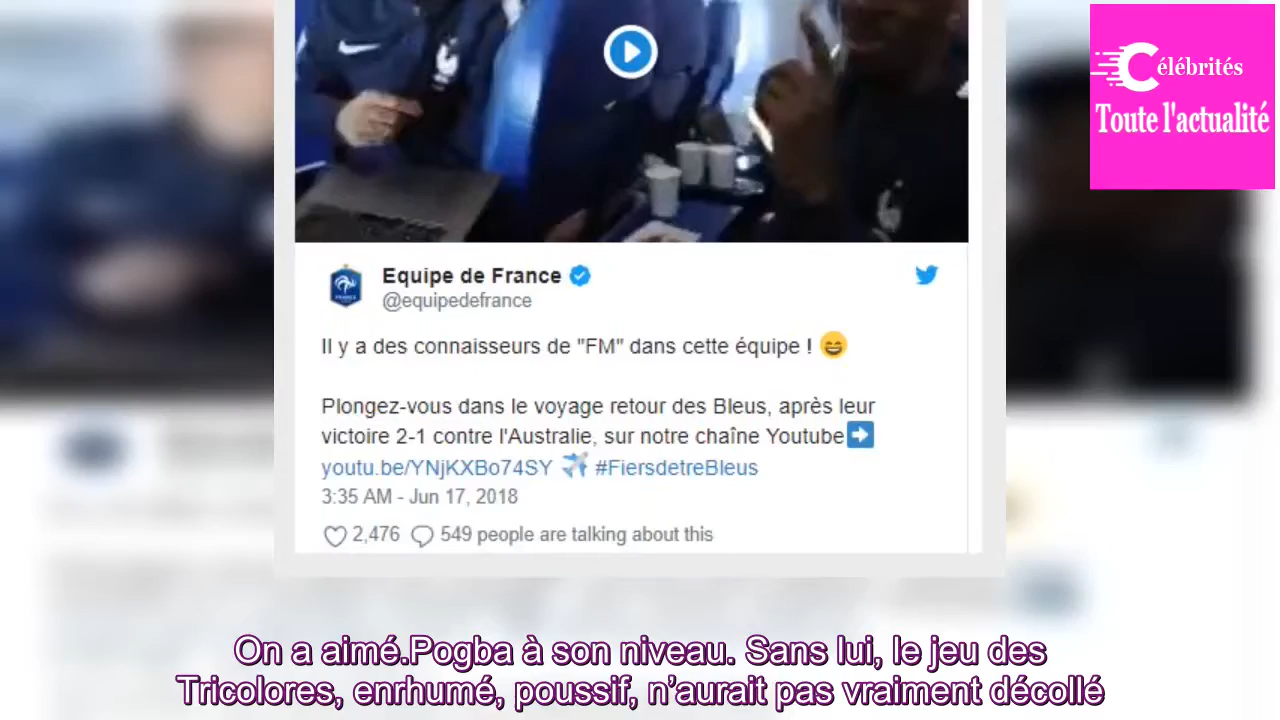 Célébrités
Toute l'actualité
FRANCE
Equipe de France
@equipedefrance
Il y a des connaisseurs de "FM" dans cette équipe ! 😄
Plongez-vous dans le voyage retour des Bleus, après leur
victoire 2-1 contre l'Australie, sur notre chaîne Youtube➡️
youtu.be/YNjKXBo74SY ✈️ #FiersdetreBleus
3:35 AM - Jun 17, 2018
2,476 549 people are talking about this
On a aimé.Pogba à son niveau. Sans lui, le jeu des
Tricolores, enrhumé, poussif, n’aurait pas vraiment décollé